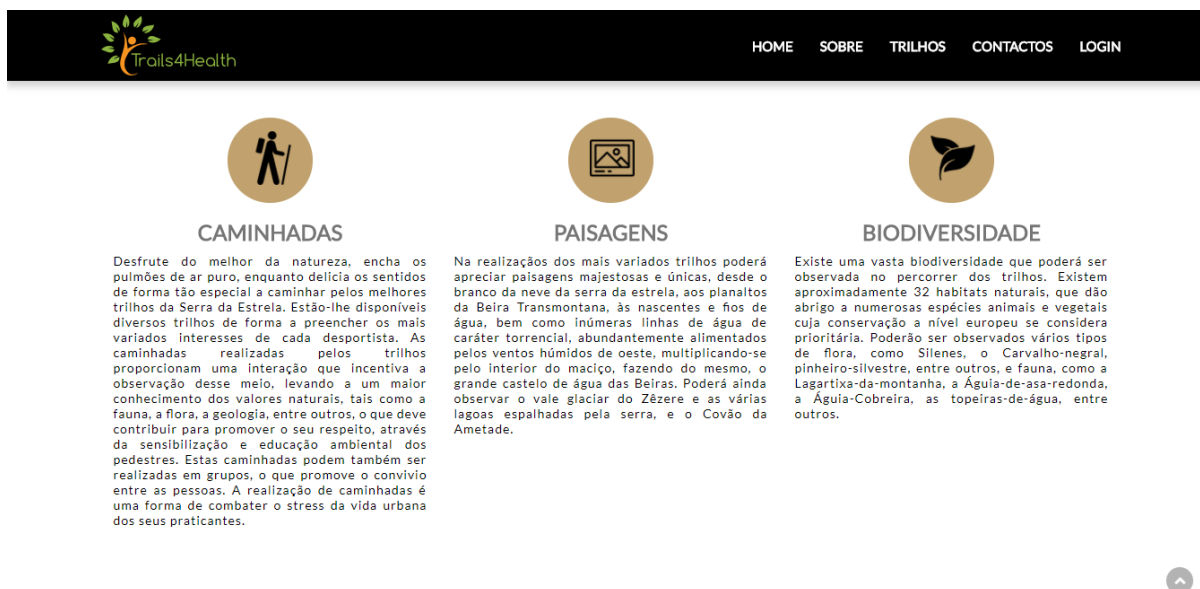 Trails4Health
HOME SOBRE TRILHOS CONTACTOS LOGIN
CAMINHADAS
Desfrute do melhor da natureza, encha os
pulmões de ar puro, enquanto delicia os sentidos
de forma tão especial a caminhar pelos melhores
trilhos da Serra da Estrela. Estão-lhe disponíveis
diversos trilhos de forma a preencher os mais
variados interesses de cada desportista. As
caminhadas realizadas pelos trilhos
proporcionam uma interação que incentiva a
observação desse meio, levando a um maior
conhecimento dos valores naturais, tais como a
fauna, a flora, a geologia, entre outros, o que deve
contribuir para promover o seu respeito, através
da sensibilização e educação ambiental dos
pedestres. Estas caminhadas podem também ser
realizadas em grupos, o que promove o convivio
entre as pessoas. A realização de caminhadas é
uma forma de combater o stress da vida urbana
dos seus praticantes.
PAISAGENS
Na realizaçãos dos mais variados trilhos poderá
apreciar paisagens majestosas e únicas, desde o
branco da neve da serra da estrela, aos planaltos
da Beira Transmontana, às nascentes e fios de
água, bem como inúmeras linhas de água de
caráter torrencial, abundantemente alimentados
pelos ventos húmidos de oeste, multiplicando-se
pelo interior do maciço, fazendo do mesmo, o
grande castelo de água das Beiras. Poderá ainda
observar o vale glaciar do Zêzere e as várias
lagoas espalhadas pela serra, e o Covão da
Ametade.
BIODIVERSIDADE
Existe uma vasta biodiversidade que poderá ser
observada no percorrer dos trilhos. Existem
aproximadamente 32 habitats naturais, que dão
abrigo a numerosas espécies animais e vegetais
cuja conservação a nível europeu se considera
prioritária. Poderão ser observados vários tipos
de flora, como Silenes, o Carvalho-negral,
pinheiro-silvestre, entre outros, e fauna, como a
Lagartixa-da-montanha, a Águia-de-asa-redonda,
a Águia-Cobreira, as topeiras-de-água, entre
outros.